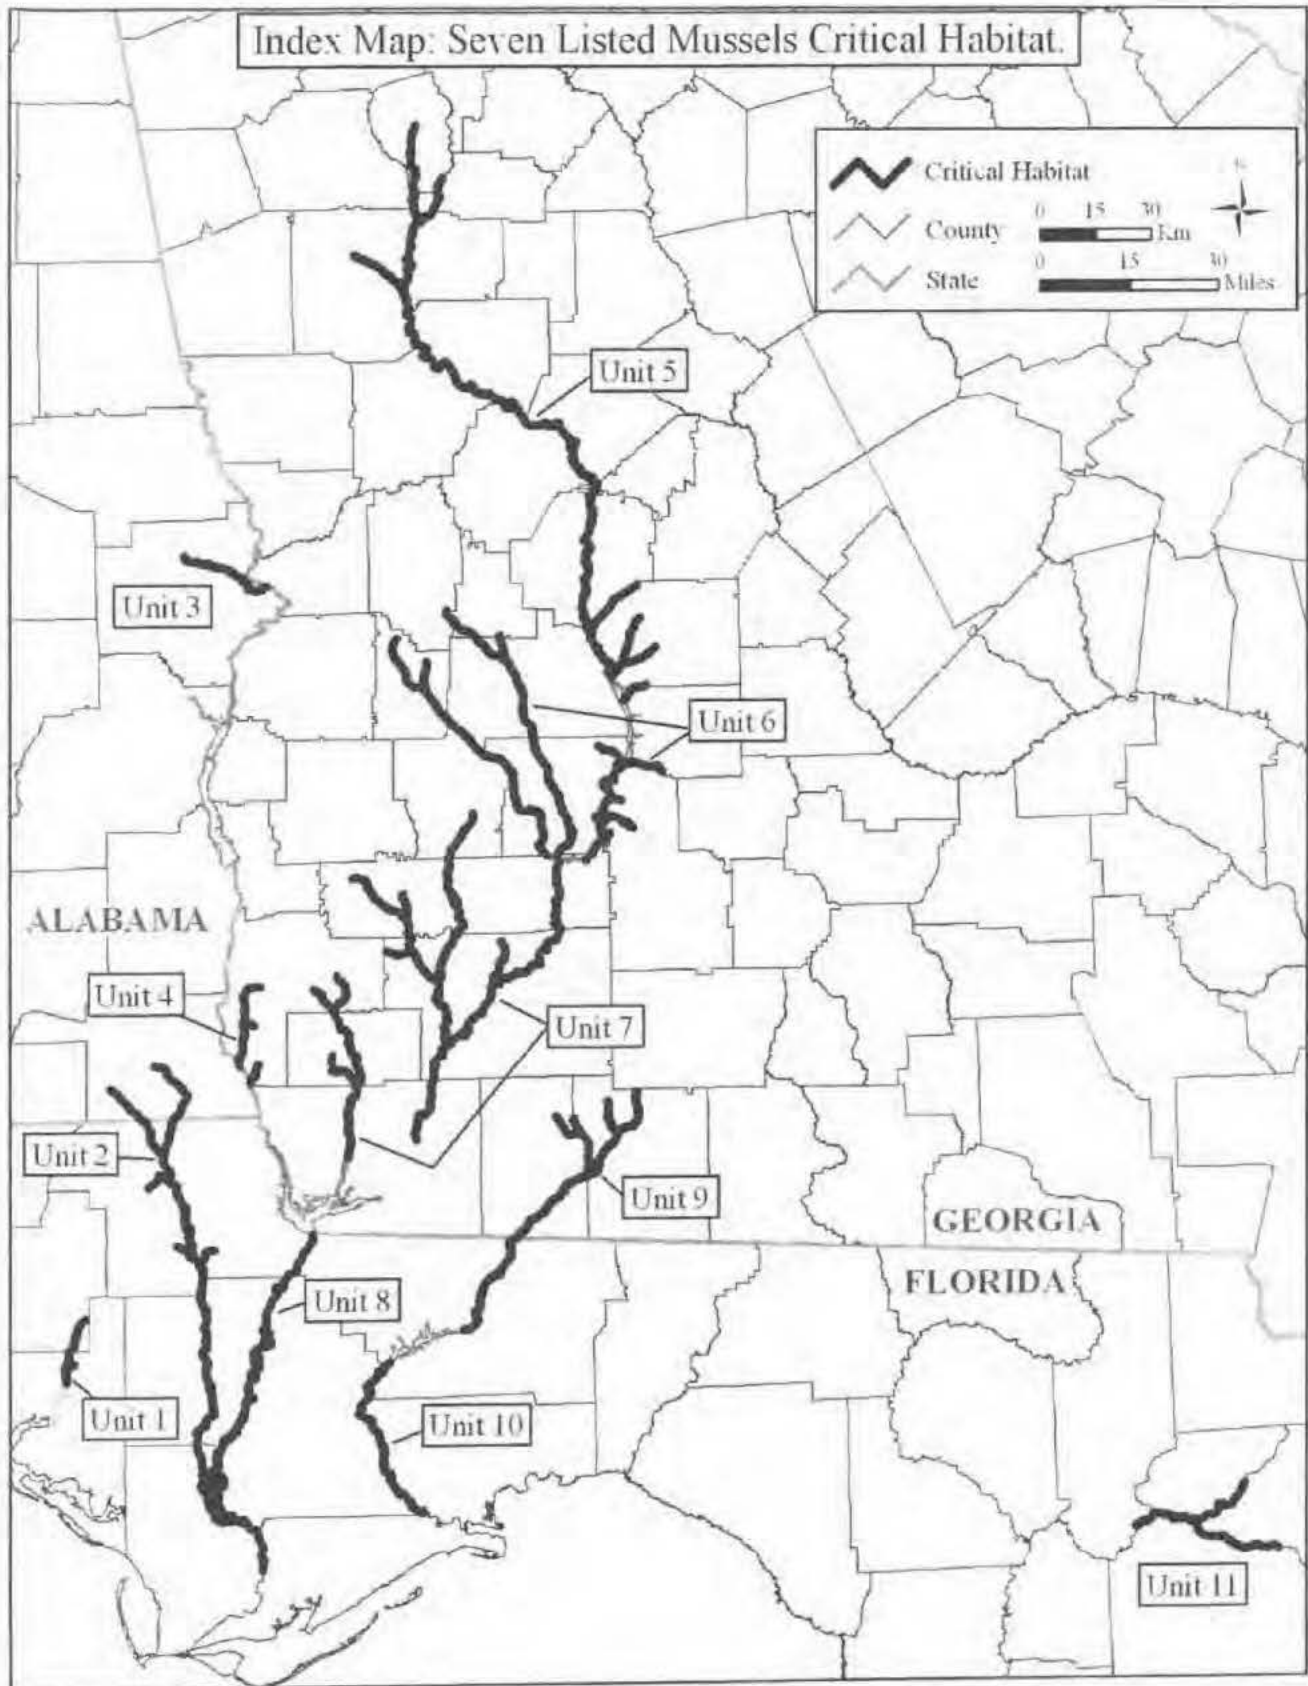 Index Map: Seven Listed Mussels Critical Habitat.
Critical Habitat
County
State
0 15 30
Km
0 15 30
Miles
Unit 5
Unit 3
Unit 6
ALABAMA
Unit 4
Unit 7
Unit 2
Unit 9
GEORGIA
FLORIDA
Unit 8
Unit 1
Unit 10
Unit 11